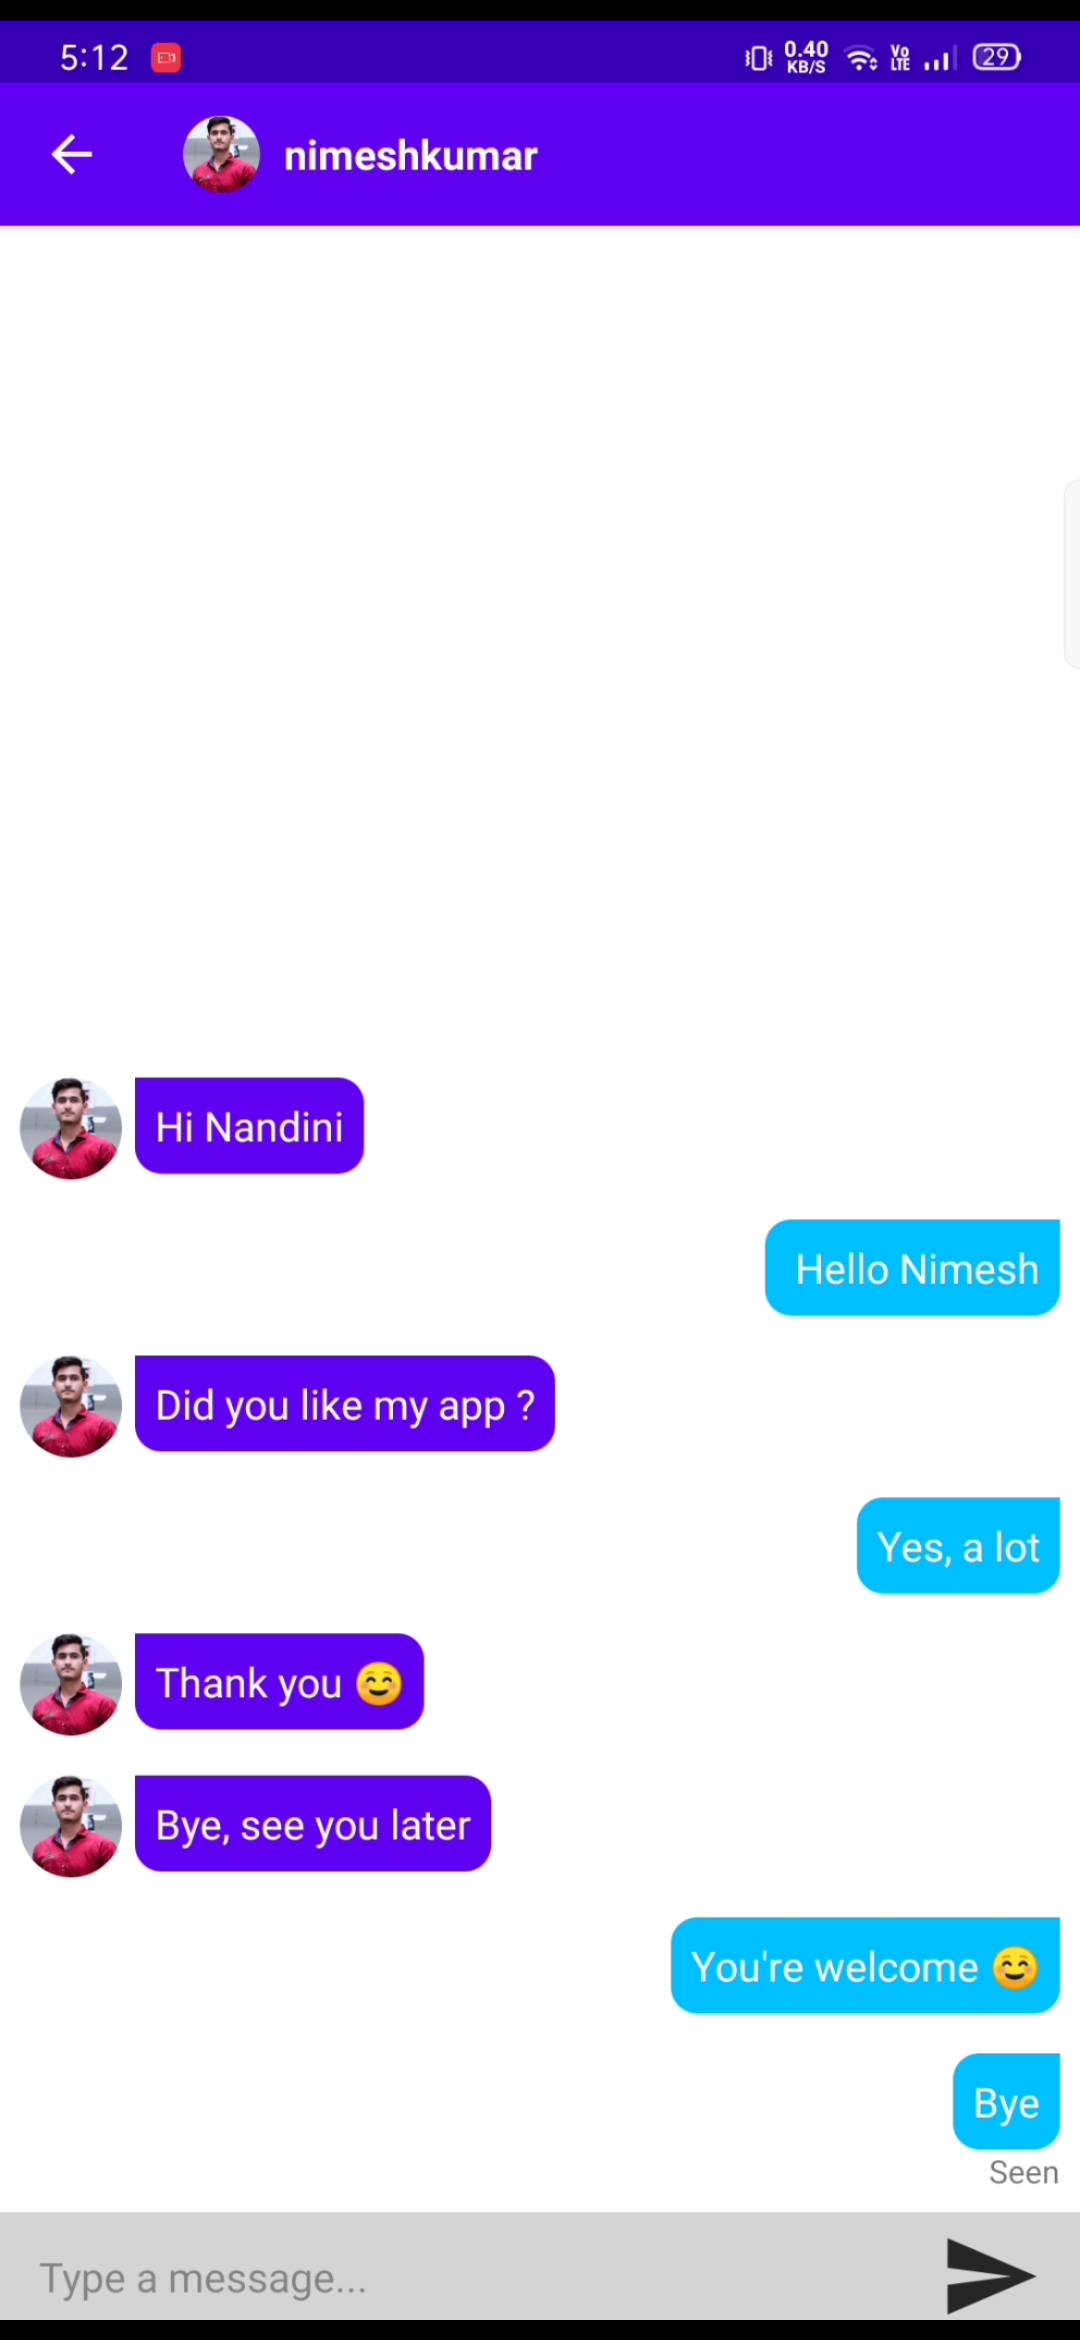 5:12 0.40 KB/S Vo LTE 29
nimeshkumar
Hi Nandini
Hello Nimesh
Did you like my app ?
Yes, a lot
Thank you ☺️
Bye, see you later
You're welcome ☺️
Bye
Seen
Type a message...